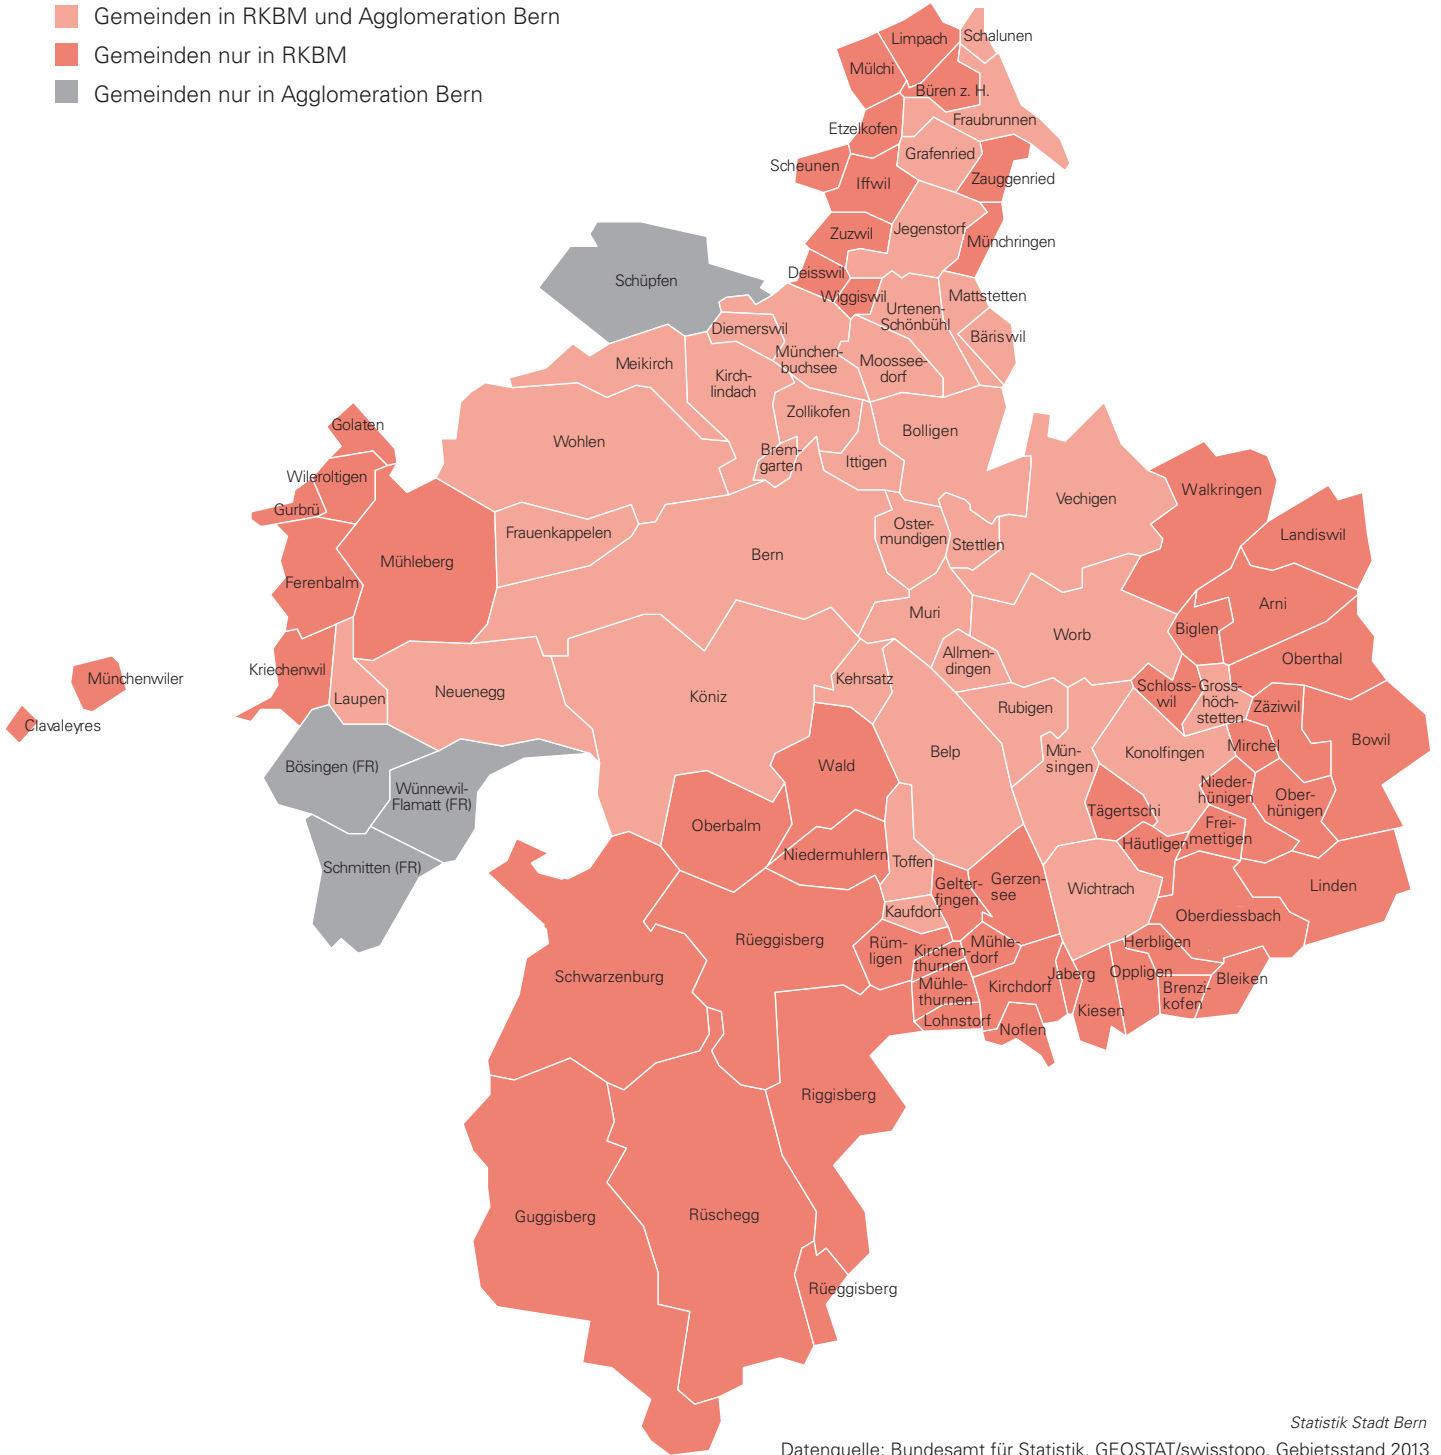 Gemeinden in RKBM und Agglomeration Bern
Gemeinden nur in RKBM
Gemeinden nur in Agglomeration Bern
Limpach
Schalunen
Mülchi
Büren z. H.
Fraubrunnen
Etzelkofen
Grafenried
Scheunen
Iffwil
Zauggenried
Zuzwil
Jegenstorf
Münchringen
Deisswil
Schüpfen
Wiggiswil
Mattstetten
Urtenen-
Schönbühl
Diemerswil
Bäriswil
München-
buchsee
Moossee-
dorf
Meikirch
Kirch-
lindach
Zollikofen
Golaten
Wohlen
Bolligen
Brem-
garten
Ittigen
Wileroltigen
Vechigen
Walkringen
Gurbrü
Frauenkappelen
Oster-
mundigen
Stettlen
Landiswil
Mühleberg
Bern
Ferenbalm
Muri
Arni
Worb
Biglen
Allmen-
dingen
Oberthal
Kriechenwil
Münchenwiler
Laupen
Neuenegg
Köniz
Kehrsatz
Schloss-
wil
Gross-
höch-
stetten
Rubigen
Zäziwil
Clavaleyres
Bösingen (FR)
Wald
Belp
Mün-
singen
Konolfingen
Mirchel
Bowil
Wünnewil-
Flamatt (FR)
Nieder-
hünigen
Ober-
hünigen
Tägertschi
Oberbalm
Frei-
mettigen
Häutligen
Schmitten (FR)
Niedermuhlern
Toffen
Gelter-
fingen
Gerzen-
see
Wichtrach
Linden
Kaufdorf
Oberdiessbach
Rüeggisberg
Rüm-
ligen
Kirchen-
thurnen
Mühle-
dorf
Herbligen
Schwarzenburg
Mühle-
thurnen
Kirchdorf
Jaberg
Oppligen
Brenzi-
kofen
Bleiken
Lohnstorf
Noflen
Kiesen
Riggisberg
Guggisberg
Rüschegg
Rüeggisberg
Statistik Stadt Bern
Datenquelle: Bundesamt für Statistik, GEOSTAT/swisstopo, Gebietsstand 2013